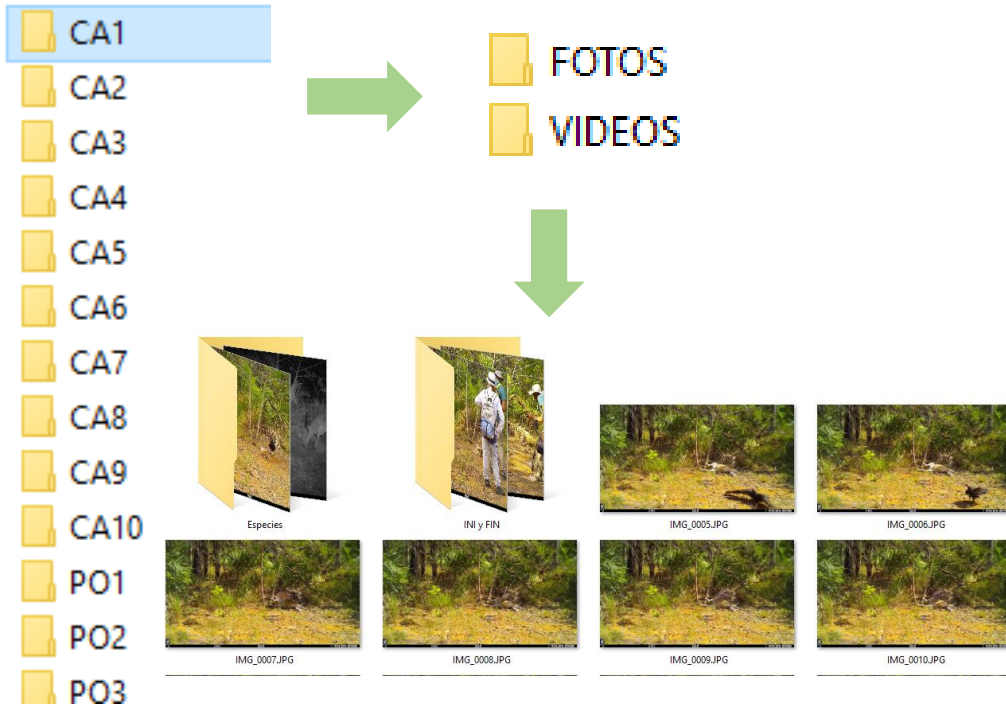 CA1
CA2
CA3
CA4
CA5
CA6
CA7
CA8
CA9
CA10
PO1
PO2
PO3
FOTOS
VIDEOS
Especies
INI y FIN
IMG_0005.JPG
IMG_0006.JPG
IMG_0007.JPG
IMG_0008.JPG
IMG_0009.JPG
IMG_0010.JPG